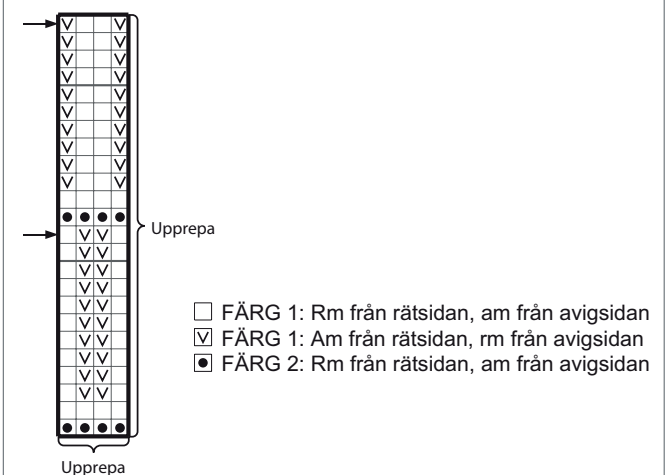 Upprepa
☐ FÄRG 1: Rm från rätsidan, am från avigsidan
V FÄRG 1: Am från rätsidan, rm från avigsidan
● FÄRG 2: Rm från rätsidan, am från avigsidan
Upprepa